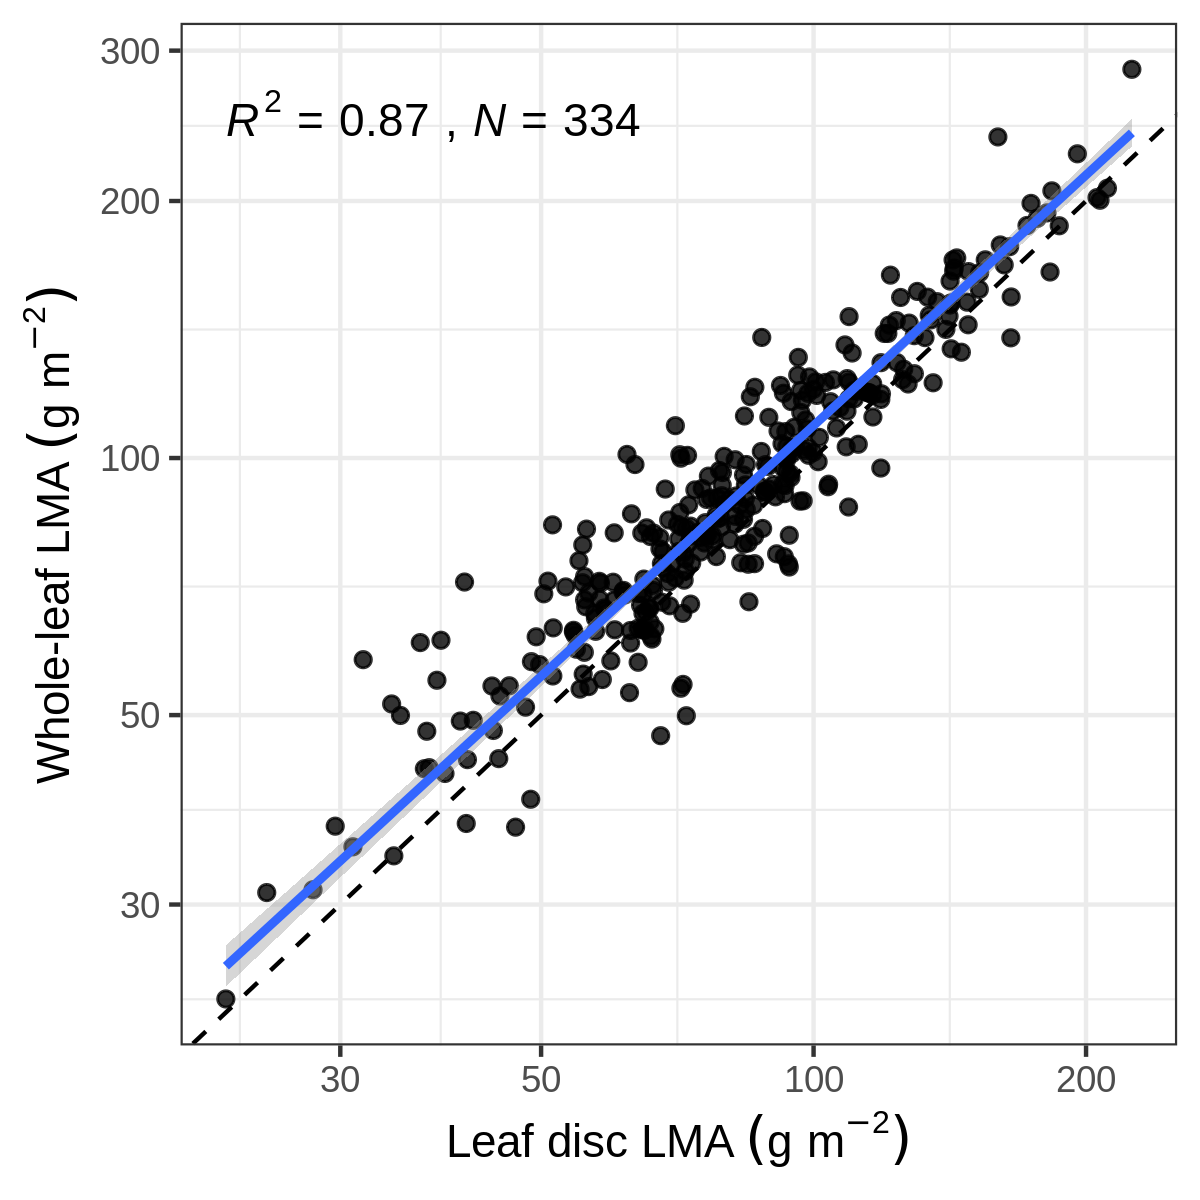 300
R² = 0.87 , N = 334
200
100
50
30
Whole-leaf LMA (g m⁻²)
30 50 100 200
Leaf disc LMA (g m⁻²)